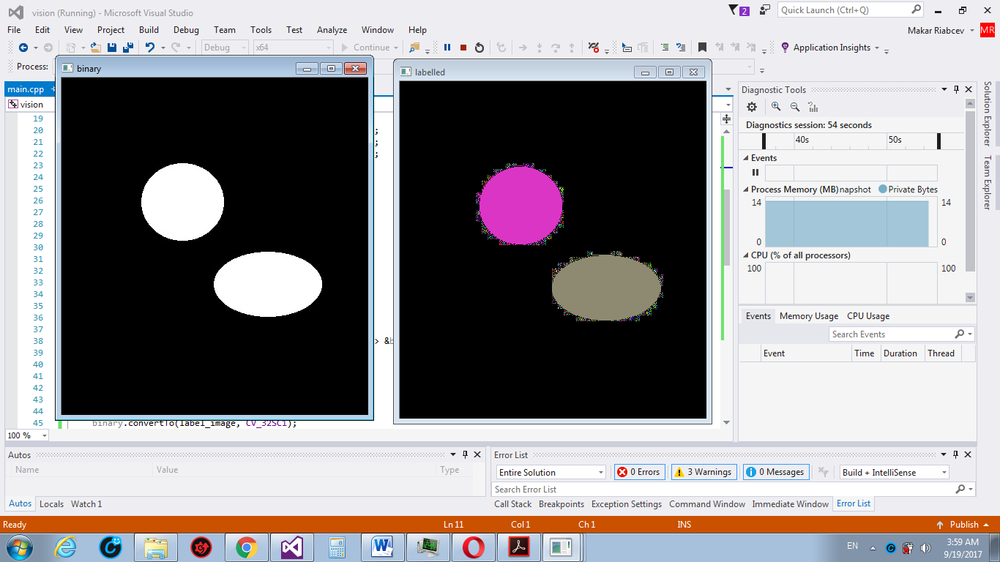 vision (Running) - Microsoft Visual Studio
2
Quick Launch (Ctrl+Q)
File Edit View Project Build Debug Team Tools Test Analyze Window Help
Makar Riabcev
MR
Debug x64 Continue Application Insights
Process:
binary
labelled
main.cpp
vision
19
20 ;
21 ;
22 ;
23
24
25
26
27
28
29
30
31
32
33
34
35
36
37
38 > &b
39
40
41
42
43
44
45 binary.convertTo(label_image, CV_32SC1);
100 %
Diagnostic Tools
Diagnostics session: 54 seconds
40s 50s
Events
Process Memory (MB) napshot Private Bytes
14 14
0 0
CPU (% of all processors)
100 100
Events Memory Usage CPU Usage
Search Events
Event Time Duration Thread
Solution Explorer
Team Explorer
Autos
Name Value Type
Autos Locals Watch 1
Error List
Entire Solution 0 Errors 3 Warnings 0 Messages Build + IntelliSense
Search Error List
Call Stack Breakpoints Exception Settings Command Window Immediate Window Error List
Ready Ln 11 Col 1 Ch 1 INS Publish
EN
3:59 AM
9/19/2017